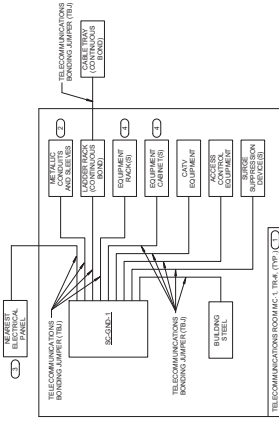 TELECOMMUNICATIONS
BONDING JUMPER (TBJ)
CABLE TRAY
(CONTINUOUS
BOND)
NEAREST
ELECTRICAL
PANEL
3
TELECOMMUNICATIONS
BONDING JUMPER (TBJ)
SC-GND-1
TELECOMMUNICATIONS
BONDING JUMPER (TBJ)
BUILDING
STEEL
METALLIC
CONDUITS
AND SLEEVES
2
LADDER RACK
(CONTINUOUS
BOND)
EQUIPMENT
RACK(S)
4
EQUIPMENT
CABINET(S)
4
CATV
EQUIPMENT
ACCESS
CONTROL
EQUIPMENT
SURGE
SUPPRESSION
DEVICE(S)
TELECOMMUNICATIONS ROOM MC-1, TR-#, (TYP.)
1